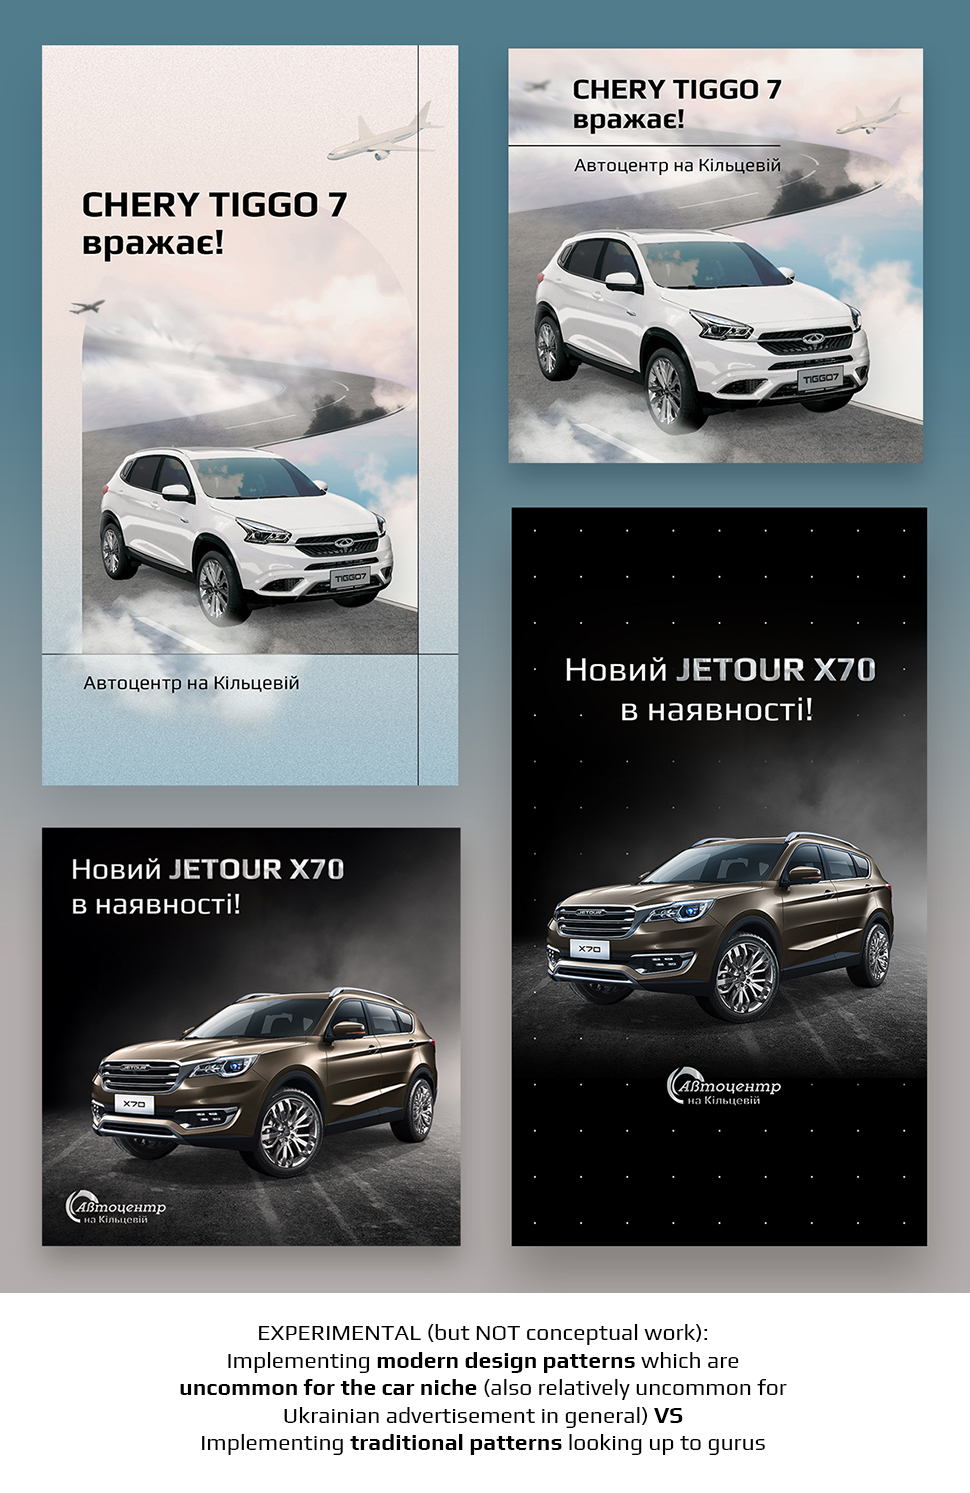 CHERY TIGGO 7
вражає!
TIGGO7
Автоцентр на Кільцевій
CHERY TIGGO 7
вражає!
Автоцентр на Кільцевій
TIGGO7
Новий JETOUR X70
в наявності!
JETOUR
X70
Автоцентр
на Кільцевій
Новий JETOUR X70
в наявності!
JETOUR
X70
Автоцентр
на Кільцевій
EXPERIMENTAL (but NOT conceptual work):
Implementing modern design patterns which are
uncommon for the car niche (also relatively uncommon for
Ukrainian advertisement in general) VS
Implementing traditional patterns looking up to gurus